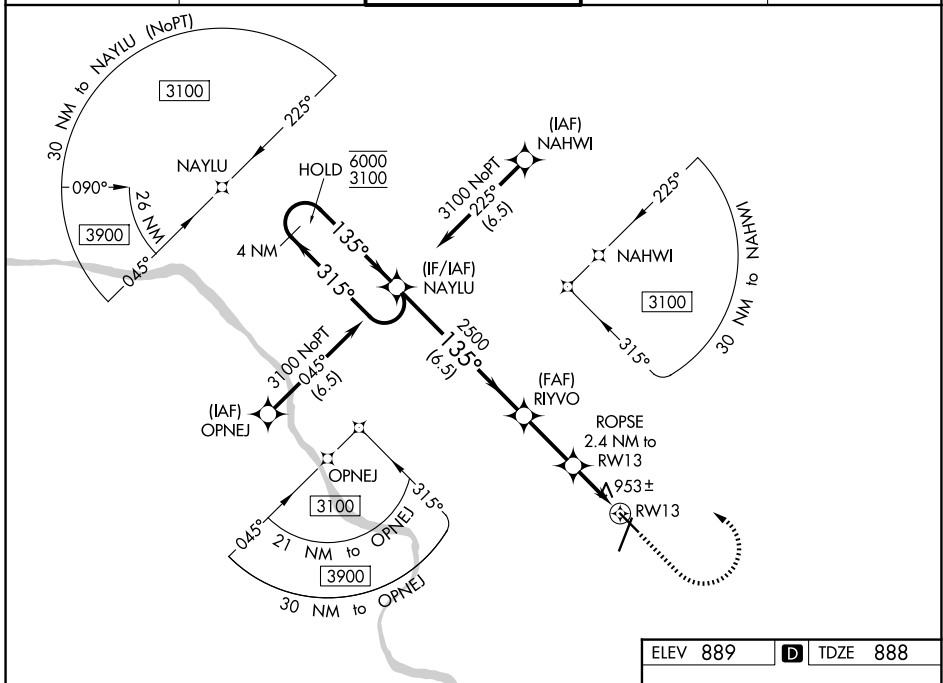 30 NM to NAYLU (NoPT)
3100
225°
NAYLU
090°
26 NM
3900
045°
HOLD
6000
3100
4 NM
135°
315°
(IF/IAF)
NAYLU
(IAF)
NAHWI
3100 NoPT
225°
(6.5)
225°
NAHWI
3100
315°
30 NM to NAHWI
3100 NoPT
045°
(6.5)
(IAF)
OPNEJ
2500
135°
(6.5)
(FAF)
RIYVO
ROPSE
2.4 NM to
RW13
953±
RW13
OPNEJ
3100
045°
315°
21 NM to OPNEJ
3900
30 NM to OPNEJ
ELEV 889 D TDZE 888